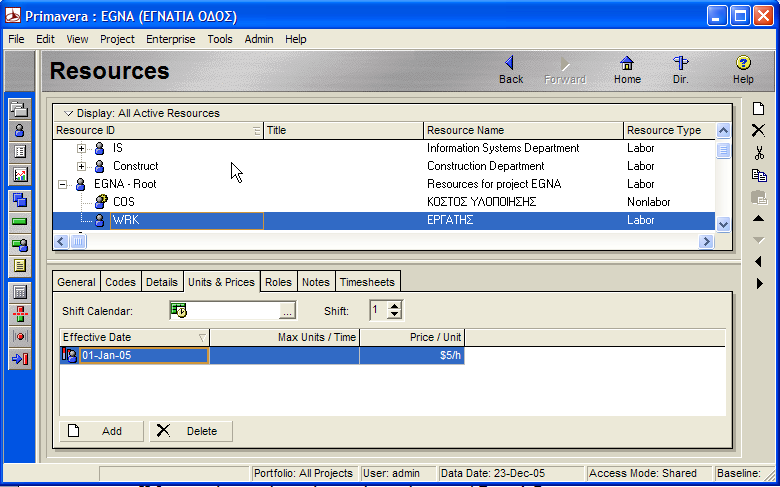 Primavera : EGNA (ΕΓΝΑΤΙΑ ΟΔΟΣ)
File Edit View Project Enterprise Tools Admin Help
Resources
Back Forward Home Dir. Help
Display: All Active Resources
Resource ID Title Resource Name Resource Type
IS Information Systems Department Labor
Construct Construction Department Labor
EGNA - Root Resources for project EGNA Labor
COS ΚΟΣΤΟΣ ΥΛΟΠΟΙΗΣΗΣ Nonlabor
WRK ΕΡΓΑΤΗΣ Labor
General Codes Details Units & Prices Roles Notes Timesheets
Shift Calendar: ... Shift: 1
Effective Date Max Units / Time Price / Unit
01-Jan-05 $5/h
Add Delete
Portfolio: All Projects User: admin Data Date: 23-Dec-05 Access Mode: Shared Baseline: